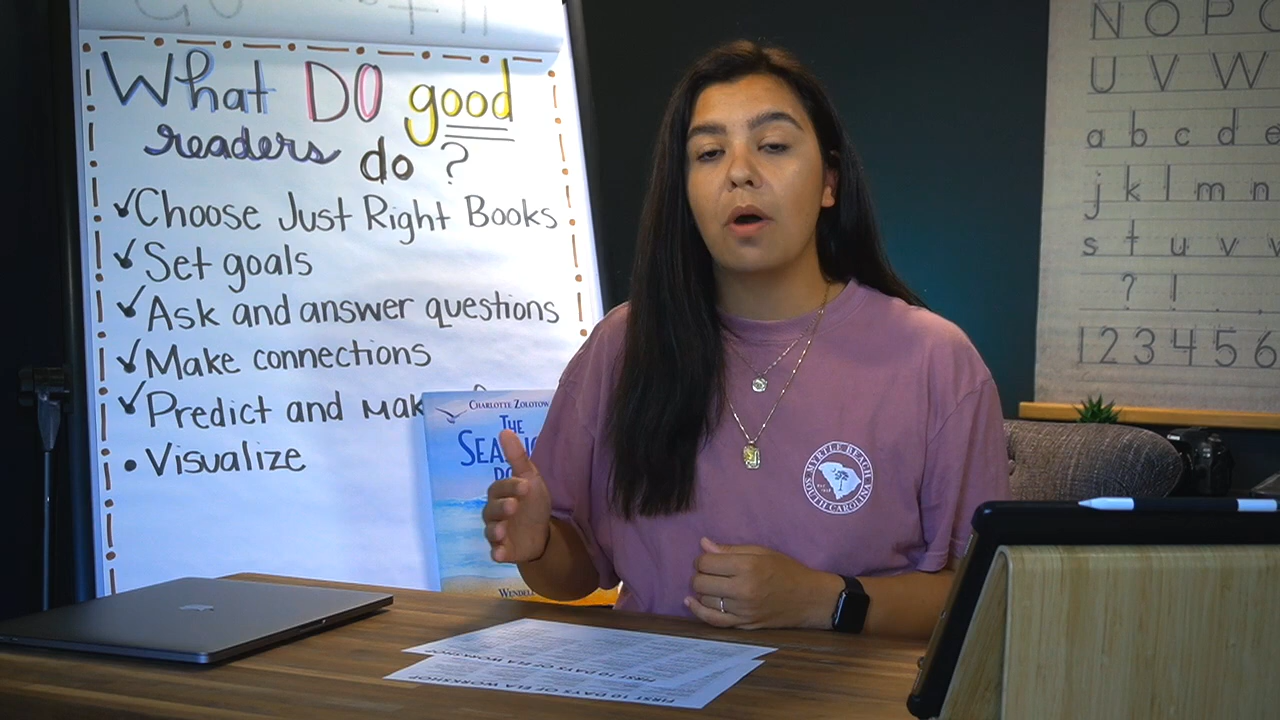 What DO good
readers do ?
✓Choose Just Right Books
✓Set goals
✓Ask and answer questions
✓Make connections
✓Predict and
• Visualize
CHARLOTTE ZOLOTOW
THE
MYRTLE BEACH
SOUTH CAROLINA
FIRST 10 DAYS OF ELA WORKSHOP
N O P
U V W
a b c d e
j k l m n
s t u v
? !
1 2 3 4 5 6